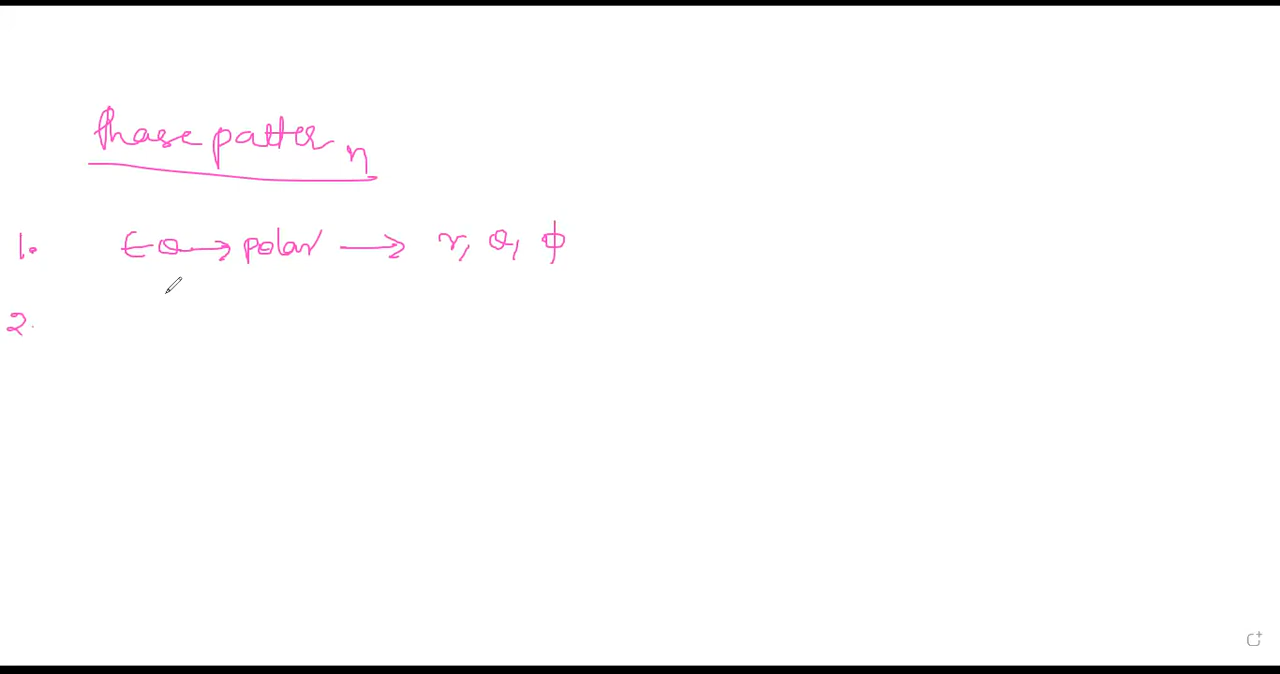 Phase pattern
1. Eθ → polar → r, θ, ϕ
2.